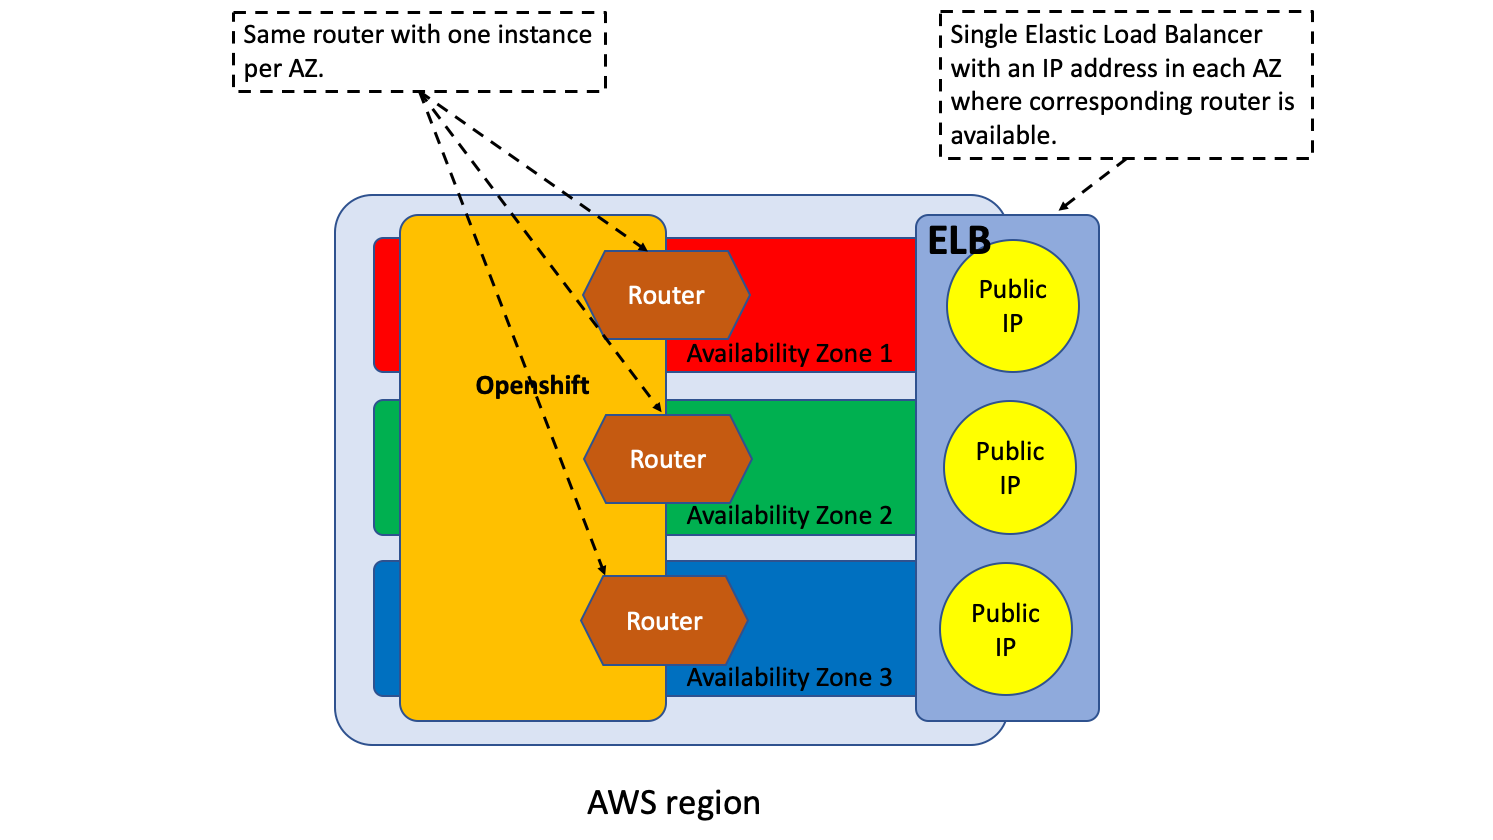 Same router with one instance
per AZ.
Single Elastic Load Balancer
with an IP address in each AZ
where corresponding router is
available.
ELB
Router
Public
IP
Availability Zone 1
Openshift
Router
Public
IP
Availability Zone 2
Router
Public
IP
Availability Zone 3
AWS region